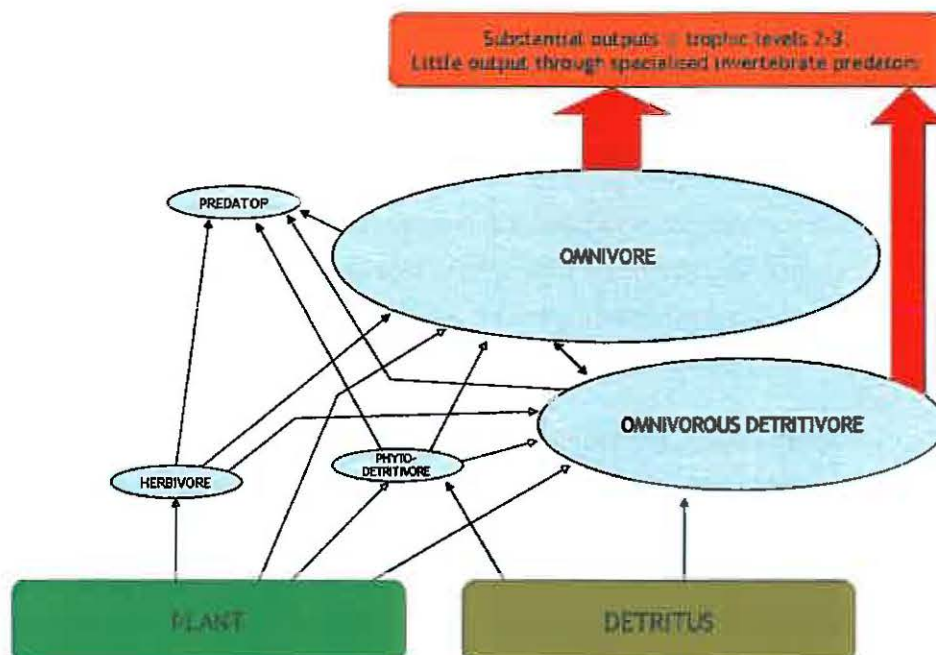 Substantial outputs : trophic levels 2-3
Little output through specialised invertebrate predators
PREDATOP
OMNIVORE
OMNIVOROUS DETRITIVORE
PHYTO-
DETRITIVORE
HERBIVORE
PLANT
DETRITUS